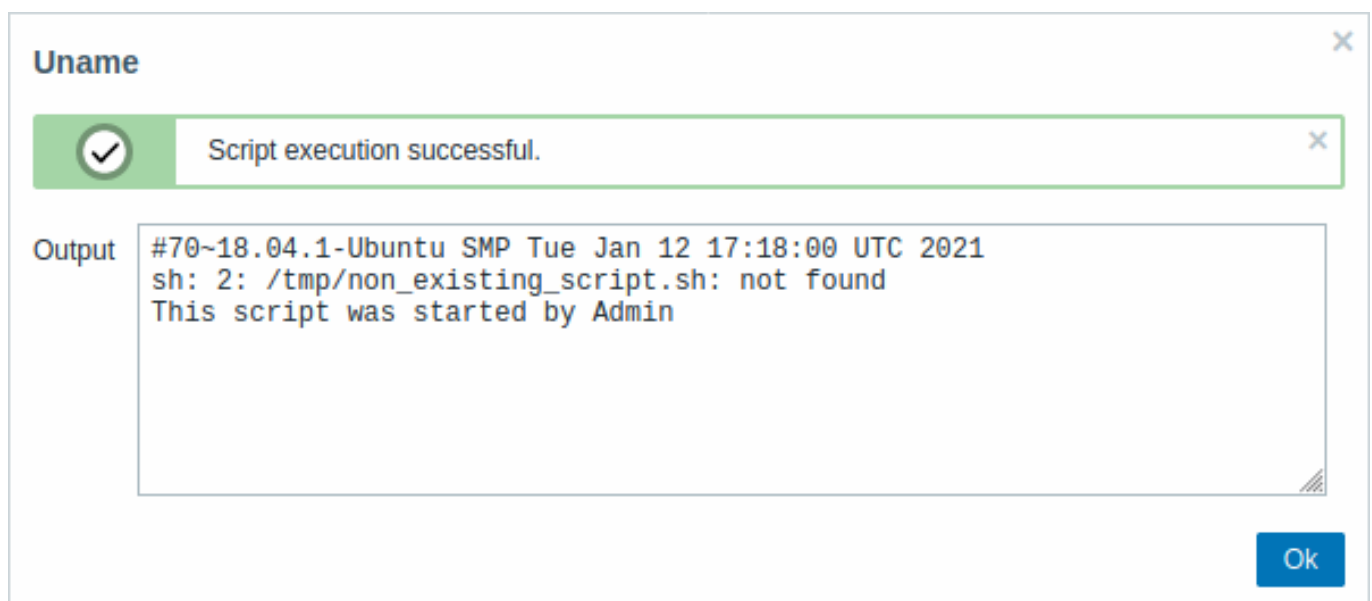 Uname
Script execution successful.
Output
#70~18.04.1-Ubuntu SMP Tue Jan 12 17:18:00 UTC 2021
sh: 2: /tmp/non_existing_script.sh: not found
This script was started by Admin
Ok